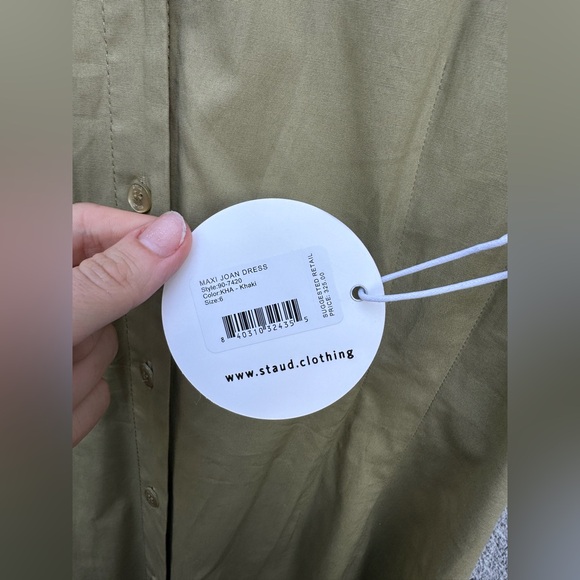 MAXI JOAN DRESS
Style:90-7420
Color:KHA - Khaki
Size:6
8 40310 32435 5
SUGGESTED RETAIL
PRICE: 325.00
www.staud.clothing